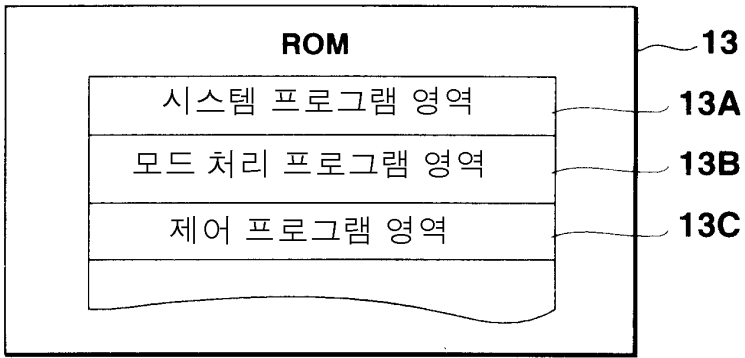 ROM
13
시스템 프로그램 영역
13A
모드 처리 프로그램 영역
13B
제어 프로그램 영역
13C